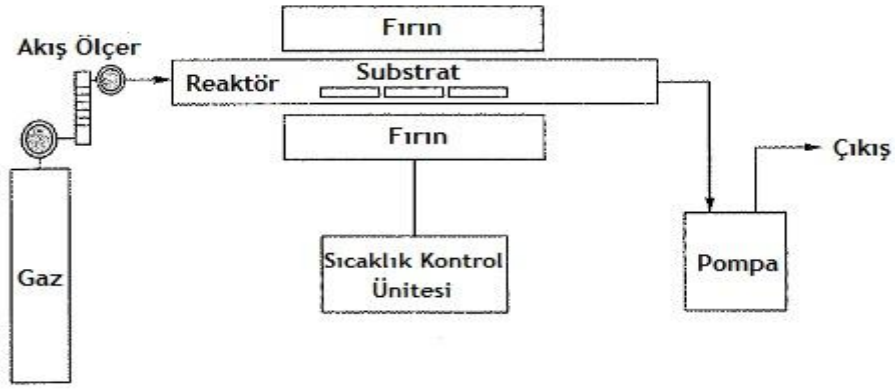 Fırın
Akış Ölçer
Substrat
Reaktör
Fırın
Çıkış
Sıcaklık Kontrol
Ünitesi
Pompa
Gaz